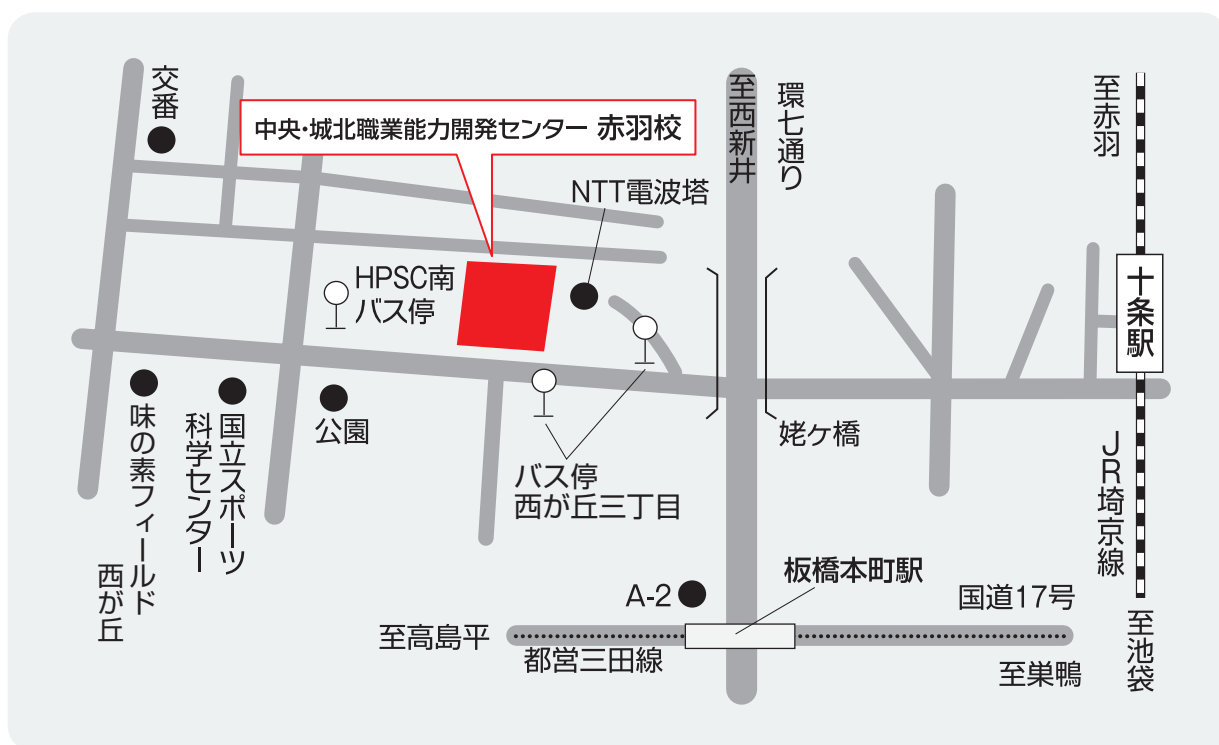 交番
中央・城北職業能力開発センター 赤羽校
至西新井
環七通り
至赤羽
NTT電波塔
HPSC南
バス停
十条駅
味の素フィールド
西が丘
国立スポーツ
科学センター
公園
バス停
西が丘三丁目
姥ヶ橋
JR埼京線
板橋本町駅
A-2
国道17号
至高島平
都営三田線
至巣鴨
至池袋